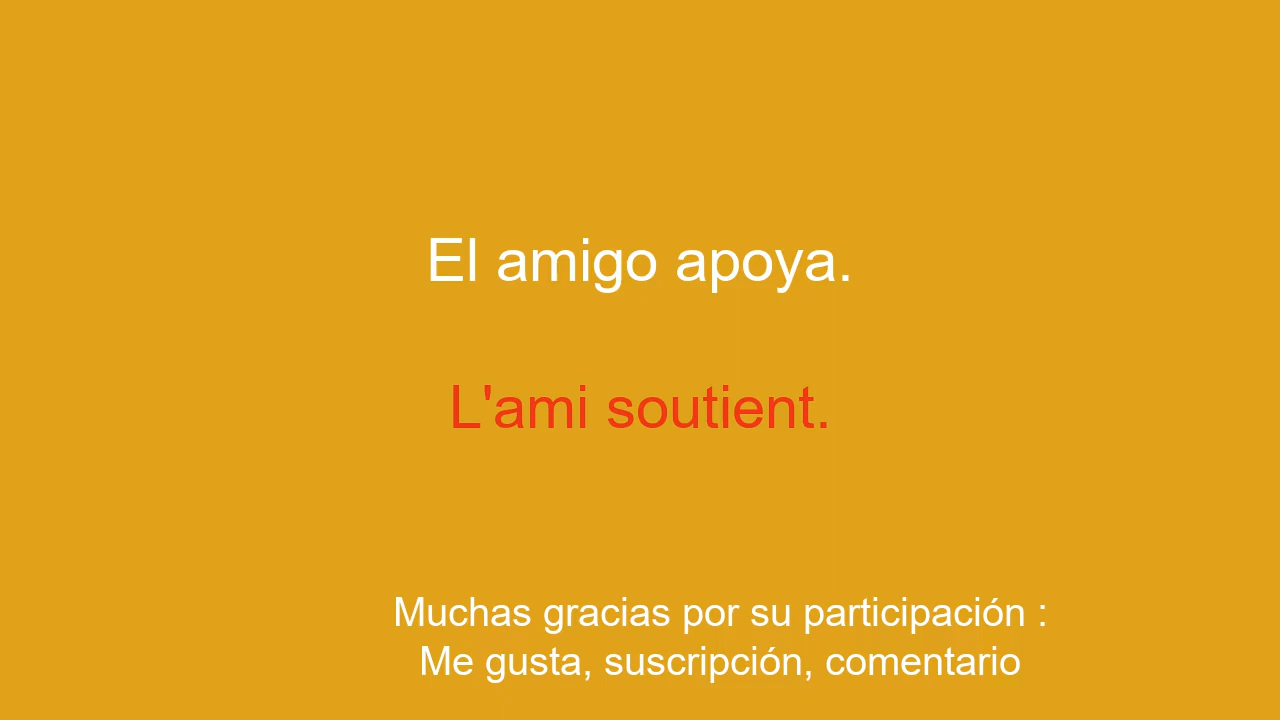 El amigo apoya.
L'ami soutient.
Muchas gracias por su participación :
Me gusta, suscripción, comentario